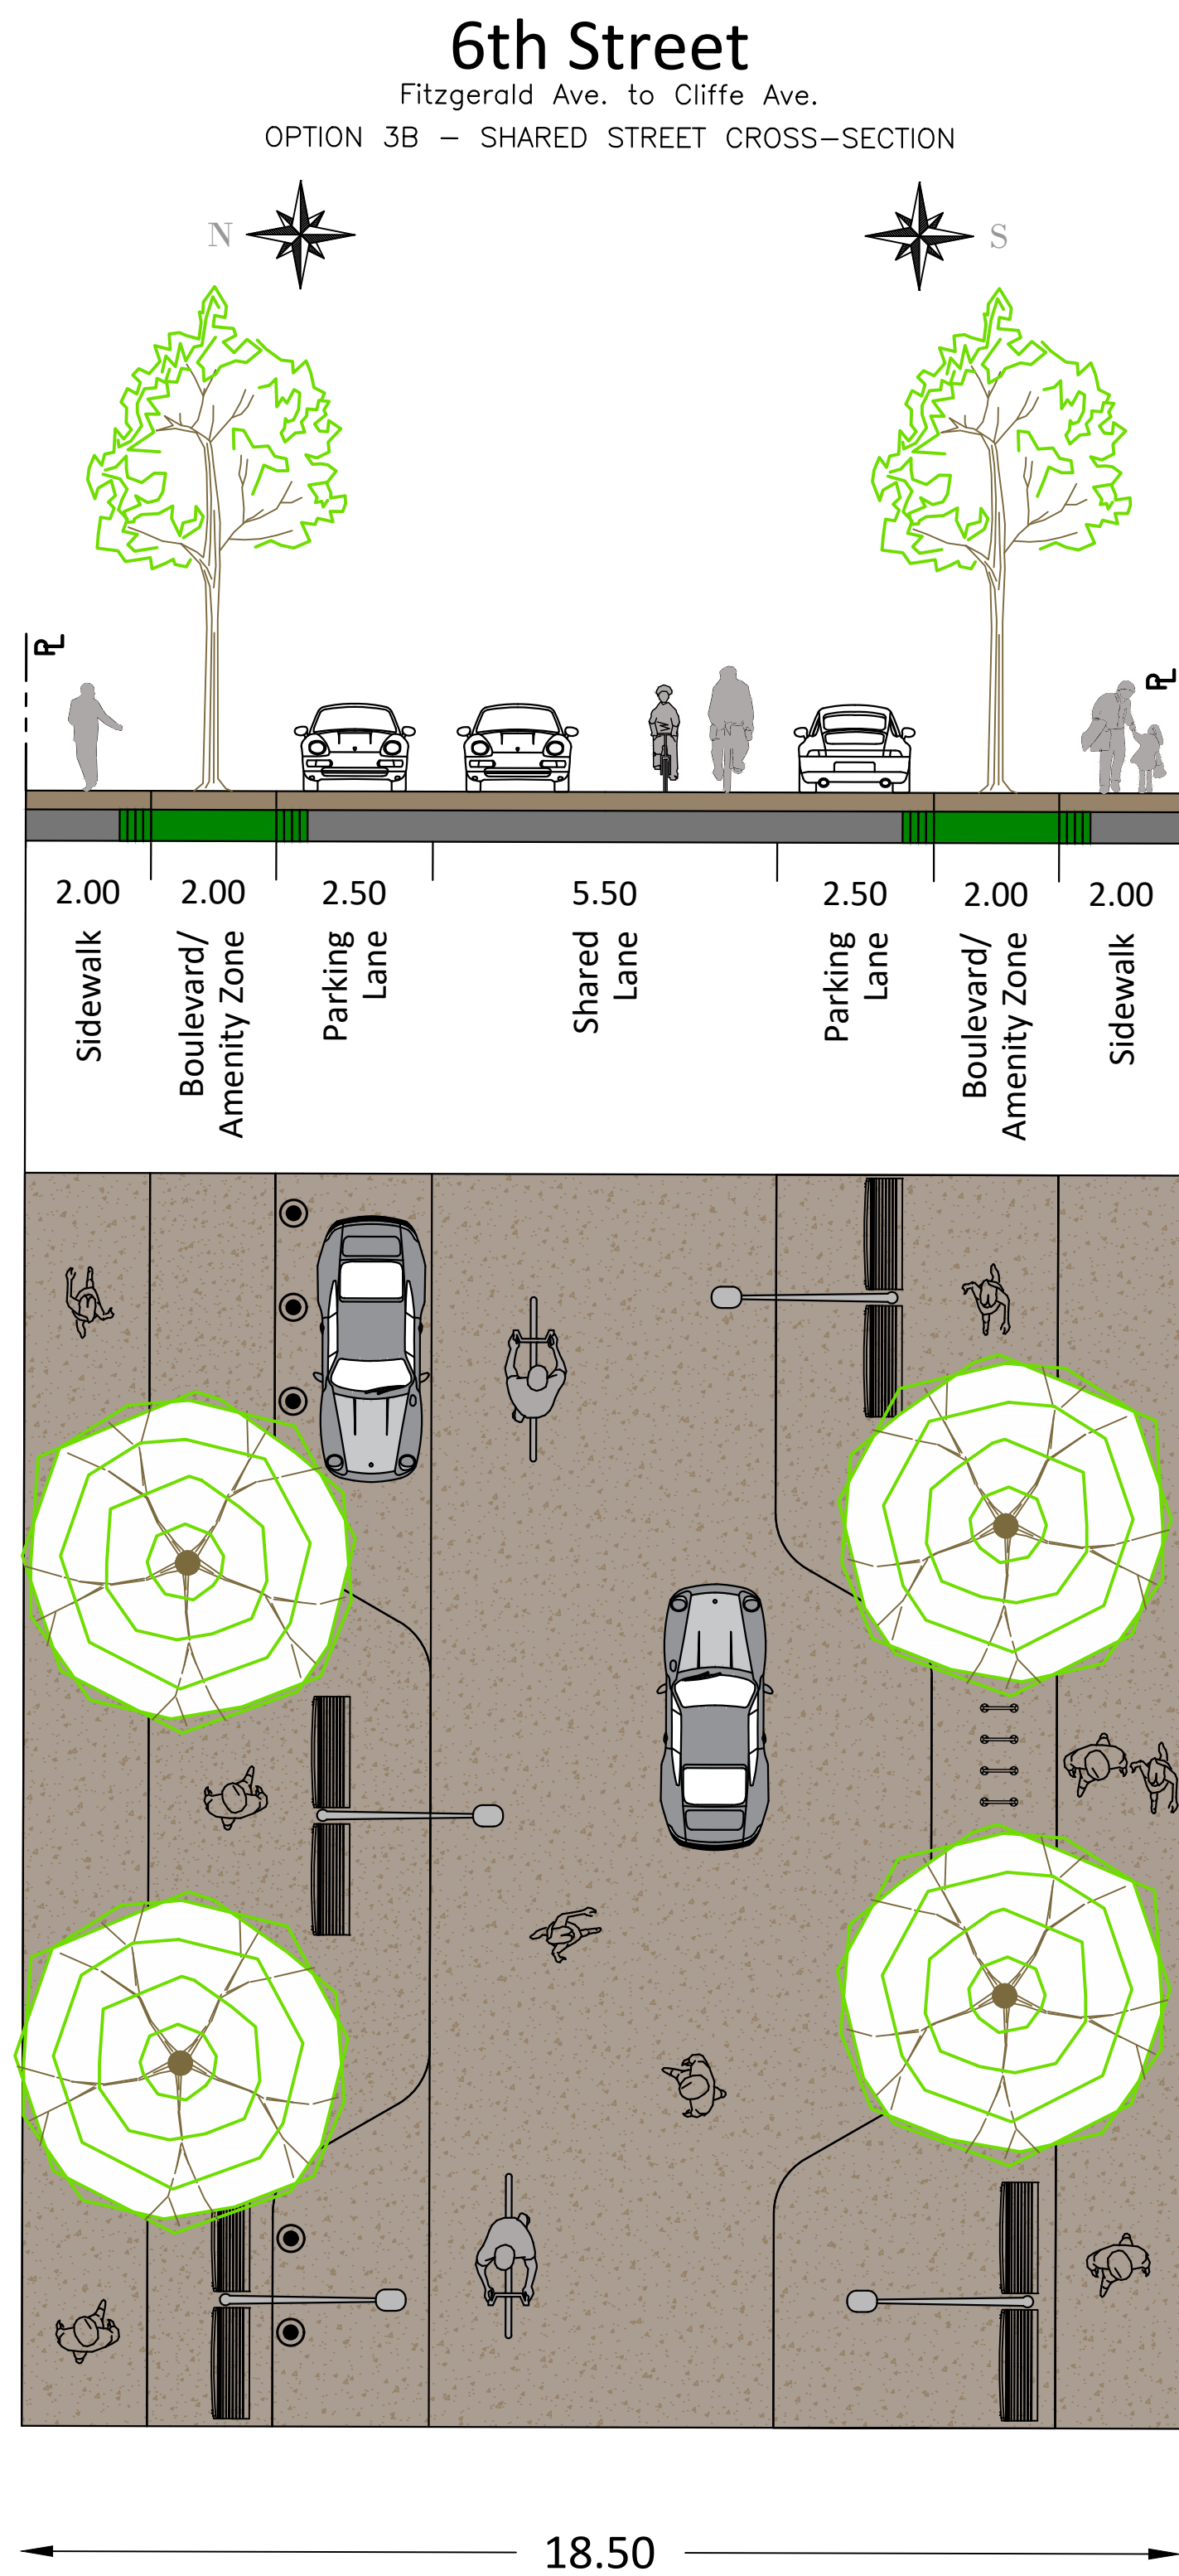 6th Street
Fitzgerald Ave. to Cliffe Ave.
OPTION 3B – SHARED STREET CROSS-SECTION
N
S
PL
PL
2.00
2.00
2.50
5.50
2.50
2.00
2.00
Sidewalk
Boulevard/
Amenity Zone
Parking
Lane
Shared
Lane
Parking
Lane
Boulevard/
Amenity Zone
Sidewalk
18.50